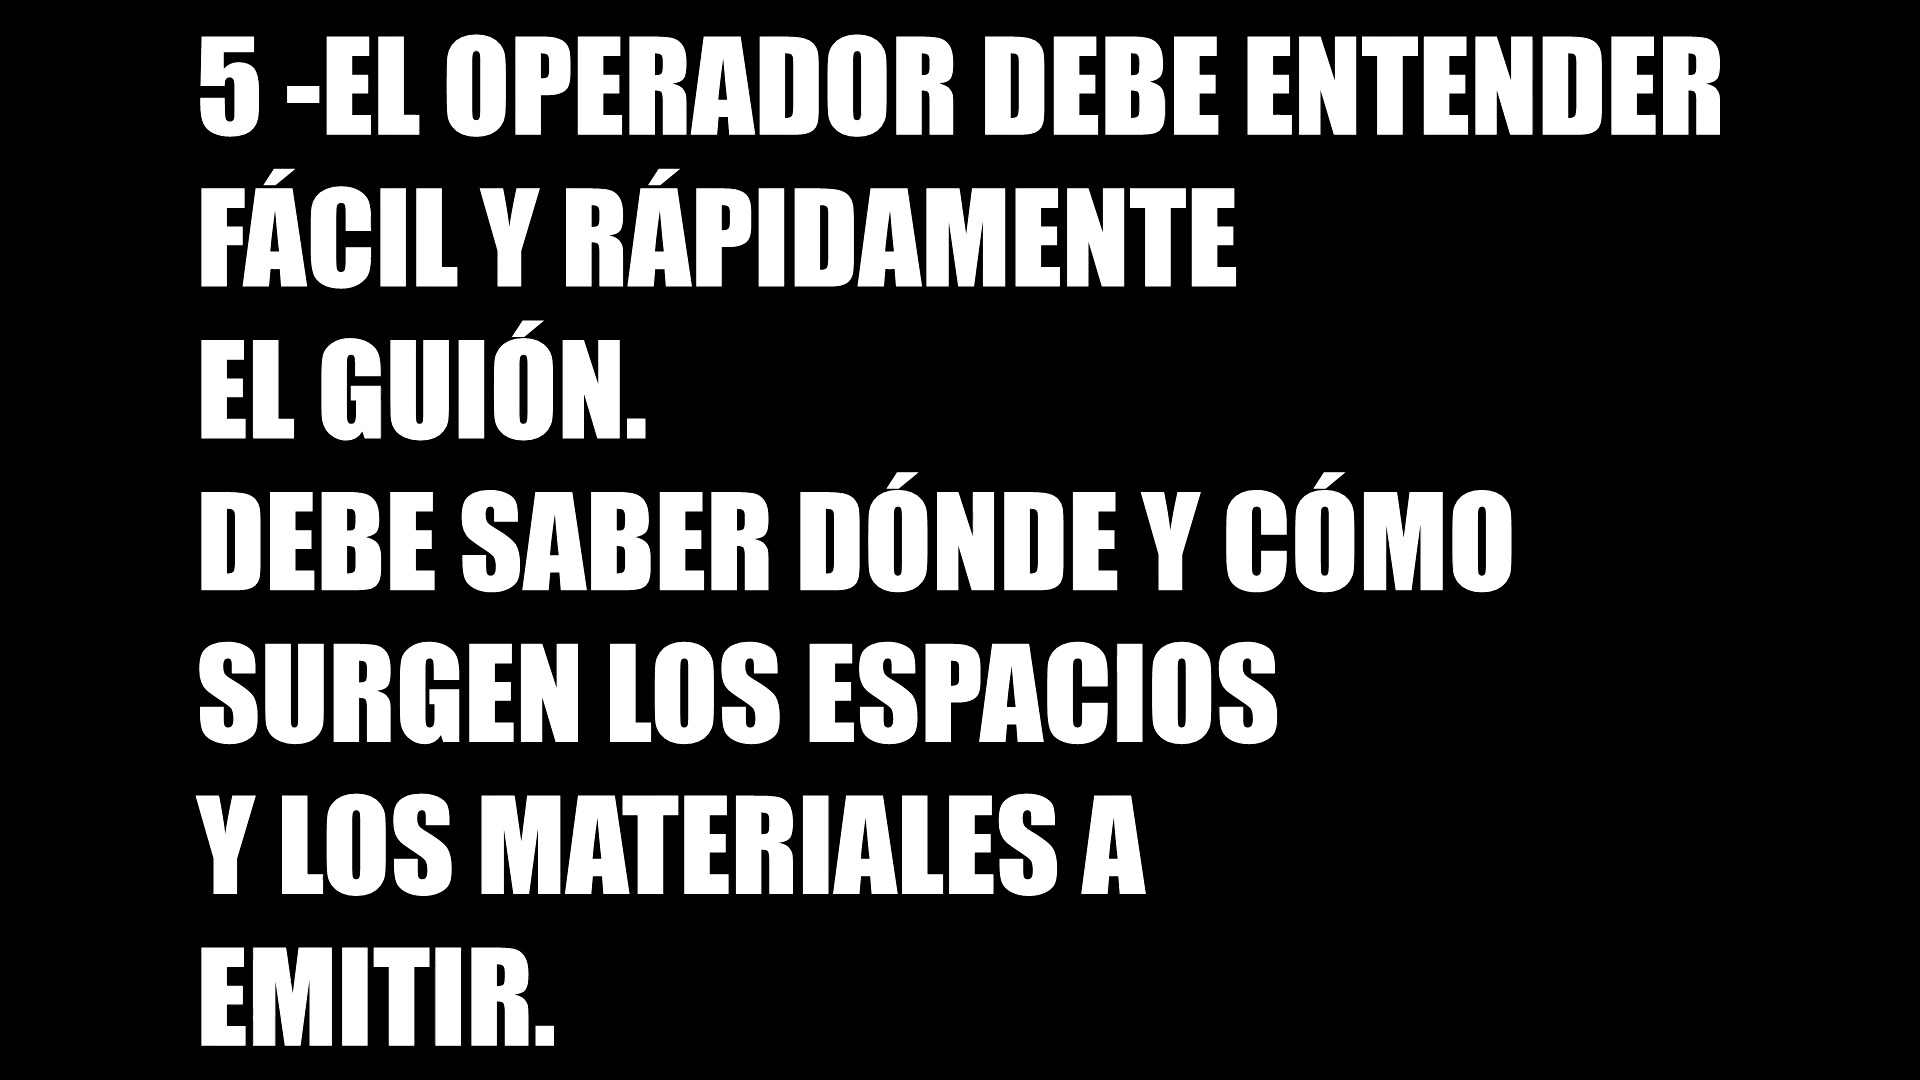 5 -EL OPERADOR DEBE ENTENDER
FÁCIL Y RÁPIDAMENTE
EL GUIÓN.
DEBE SABER DÓNDE Y CÓMO
SURGEN LOS ESPACIOS
Y LOS MATERIALES A
EMITIR.